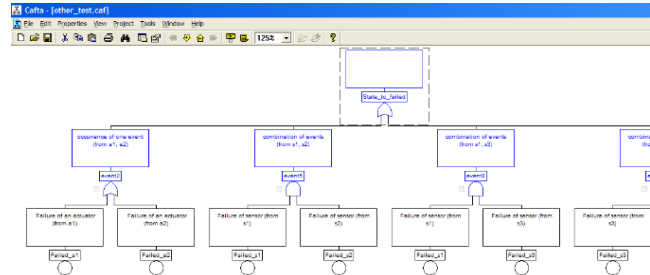 Cafta - [other_test.caf]
File Edit Properties View Project Tools Window Help
125%
State_to_failed
occurrence of one event
(from a1, a2)
combination of events
(from s1, s2)
combination of events
(from s1, s3)
event2
event5
Failure of an actuator
(from a1)
Failure of an actuator
(from a2)
Failure of sensor (from
s1)
Failure of sensor (from
s2)
Failure of sensor (from
s1)
Failure of sensor (from
s3)
Failure of sensor (from
s3)
Failed_a1
Failed_a2
Failed_s1
Failed_s2
Failed_s1
Failed_s3
Failed_s3